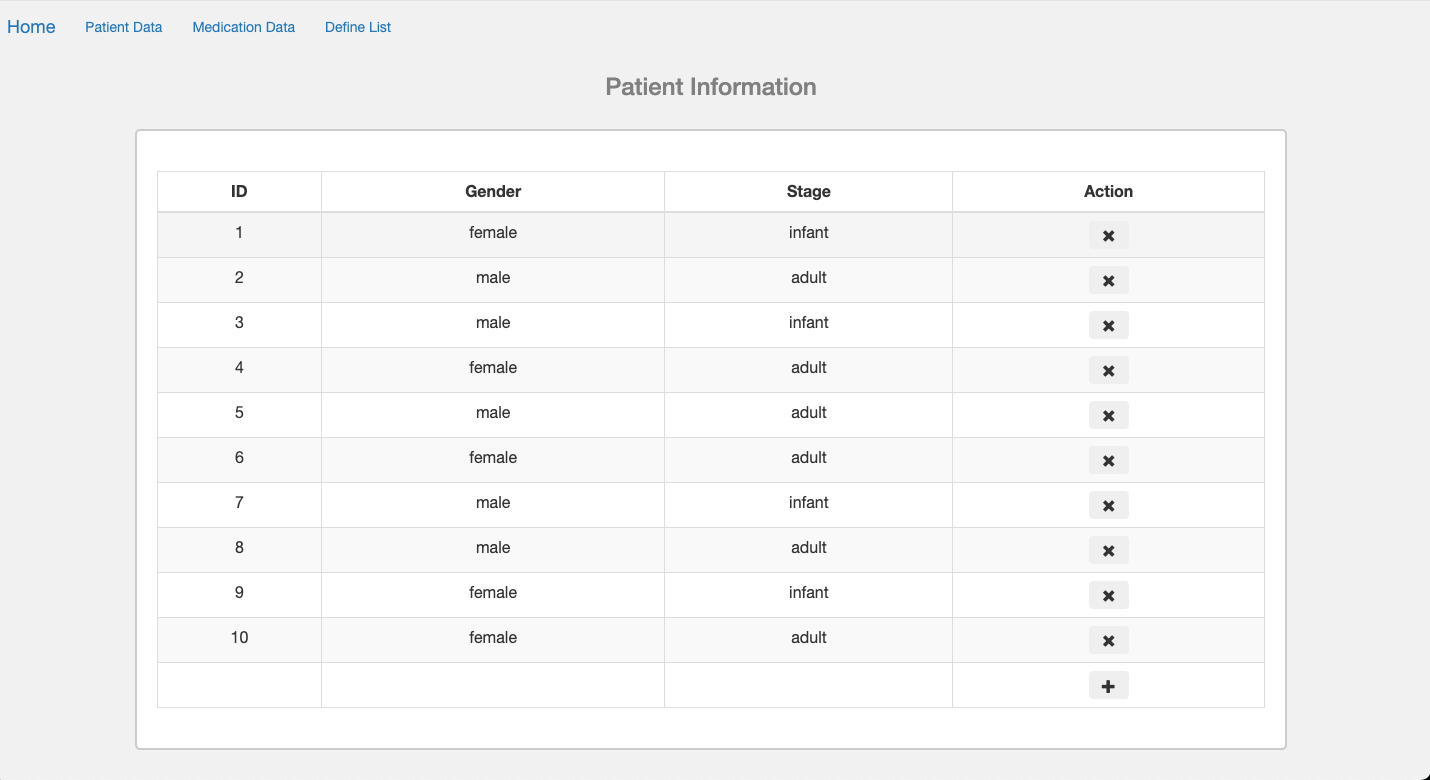 Home Patient Data Medication Data Define List
Patient Information
ID Gender Stage Action
1 female infant
2 male adult
3 male infant
4 female adult
5 male adult
6 female adult
7 male infant
8 male adult
9 female infant
10 female adult